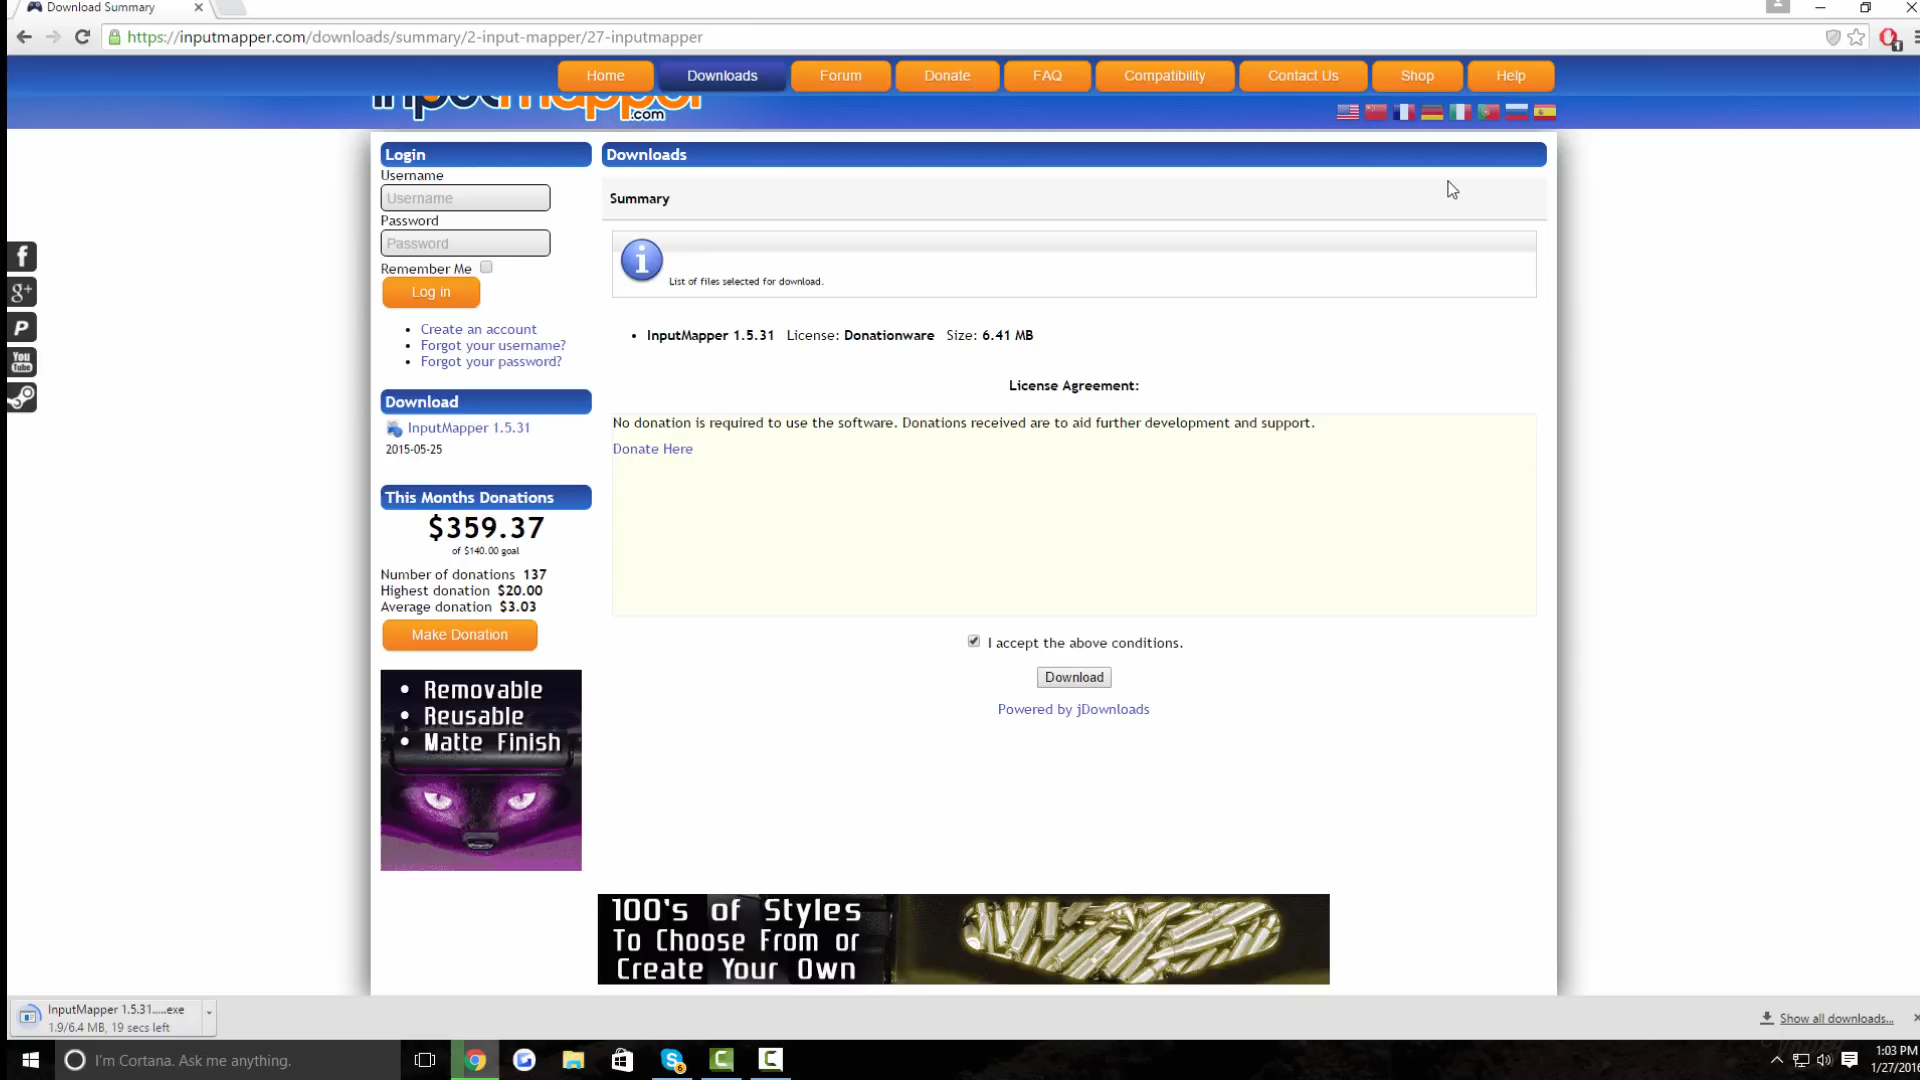 Download Summary
https://inputmapper.com/downloads/summary/2-input-mapper/27-inputmapper
Home
Downloads
Forum
Donate
FAQ
Compatibility
Contact Us
Shop
Help
inputmapper
.com
Login
Username
Username
Password
Password
Remember Me
Log in
Create an account
Forgot your username?
Forgot your password?
Download
InputMapper 1.5.31
2015-05-25
This Months Donations
$359.37
of $140.00 goal
Number of donations 137
Highest donation $20.00
Average donation $3.03
Make Donation
• Removable
• Reusable
• Matte Finish
Downloads
Summary
List of files selected for download.
• InputMapper 1.5.31 License: Donationware Size: 6.41 MB
License Agreement:
No donation is required to use the software. Donations received are to aid further development and support.
Donate Here
I accept the above conditions.
Download
Powered by jDownloads
100's of Styles
To Choose From or
Create Your Own
f
g+
P
You
Tube
InputMapper 1.5.31.....exe
1.9/6.4 MB, 19 secs left
Show all downloads...
I'm Cortana. Ask me anything.
6
1:03 PM
1/27/201